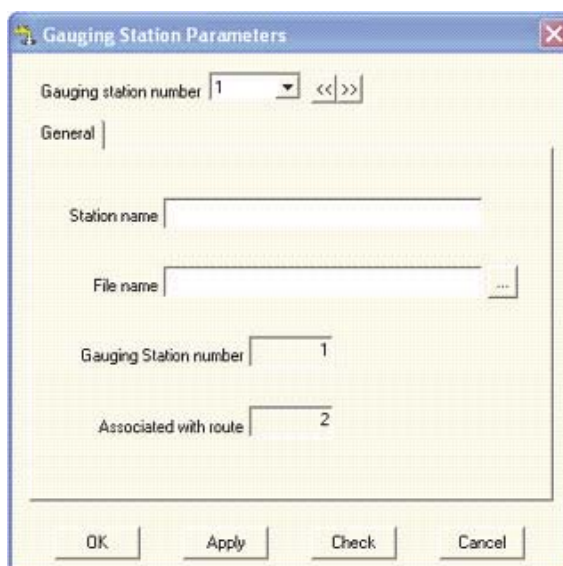 Gauging Station Parameters
Gauging station number 1 << >>
General
Station name
File name ...
Gauging Station number 1
Associated with route 2
OK Apply Check Cancel